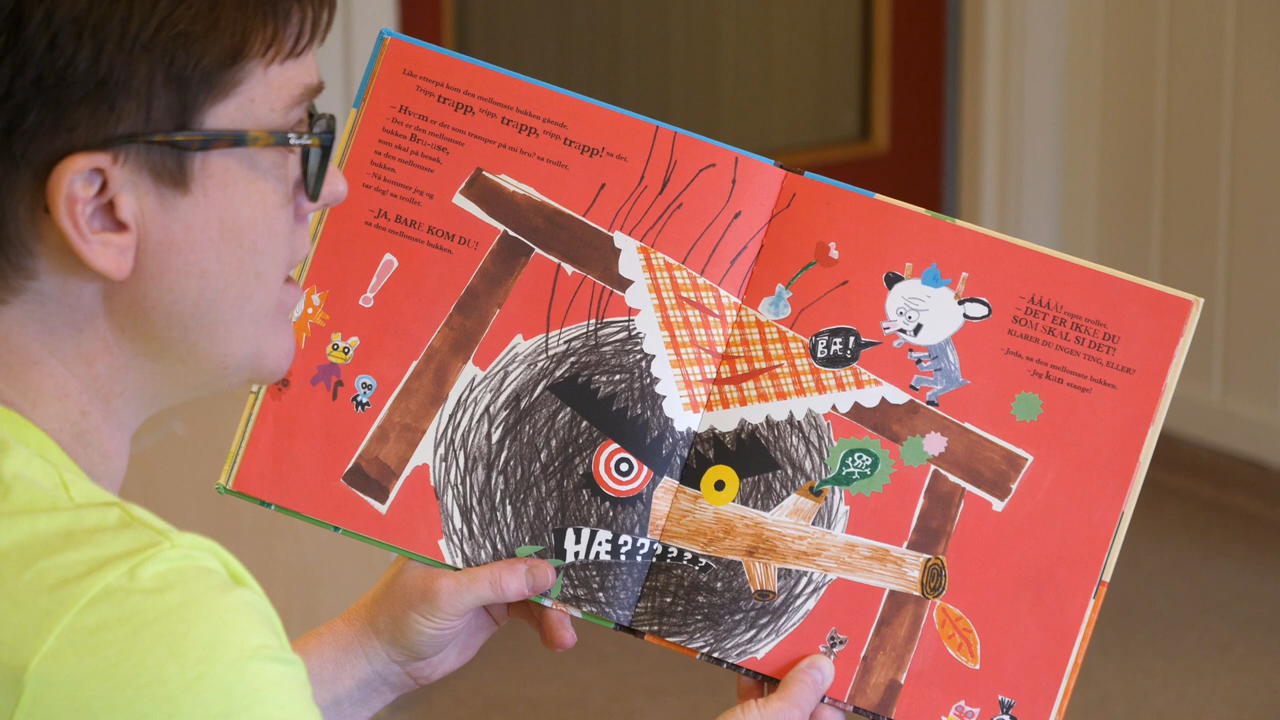 Like etterpå kom den mellomste bukken gående.
Tripp, trapp, tripp, trapp, tripp, trapp! sa det.
– Hvem er det som tramper på mi bru? sa trollet.
– Det er den mellomste
bukken Bru-use,
som skal på besøk,
sa den mellomste
bukken.
– Nå kommer jeg og
tar deg! sa trollet.
– JA, BARE KOM DU!
sa den mellomste bukken.
BÆ!
HÆ??????
– ÅÅÅÅ! ropte trollet.
– DET ER IKKE DU
SOM SKAL SI DET!
KLARER DU INGEN TING, ELLER?
– Joda, sa den mellomste bukken.
– Jeg kan stange!